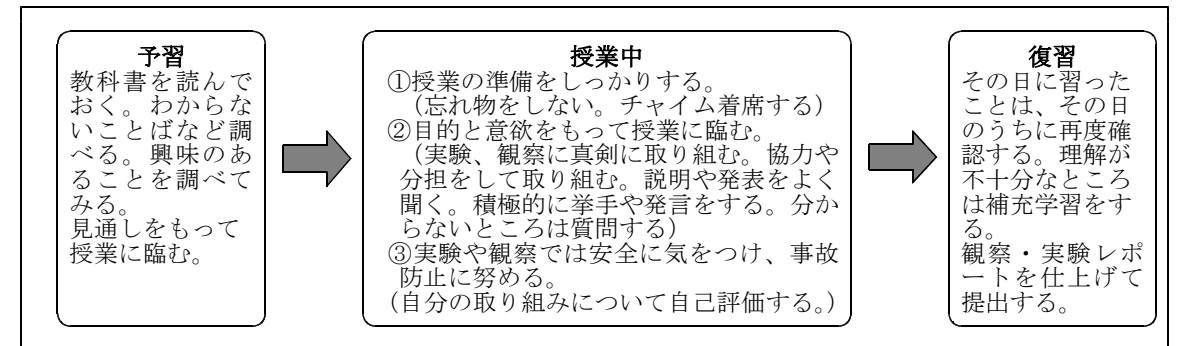 予習
教科書を読んで
おく。わからな
いことばなど調
べる。興味のあ
ることを調べて
みる。
見通しをもって
授業に臨む。
授業中
①授業の準備をしっかりする。
（忘れ物をしない。チャイム着席する）
②目的と意欲をもって授業に臨む。
（実験、観察に真剣に取り組む。協力や
分担をして取り組む。説明や発表をよく
聞く。積極的に挙手や発言をする。分か
らないところは質問する）
③実験や観察では安全に気をつけ、事故
防止に努める。
（自分の取り組みについて自己評価する。）
復習
その日に習った
ことは、その日
のうちに再度確
認する。理解が
不十分なところ
は補充学習をす
る。
観察・実験レポ
ートを仕上げて
提出する。